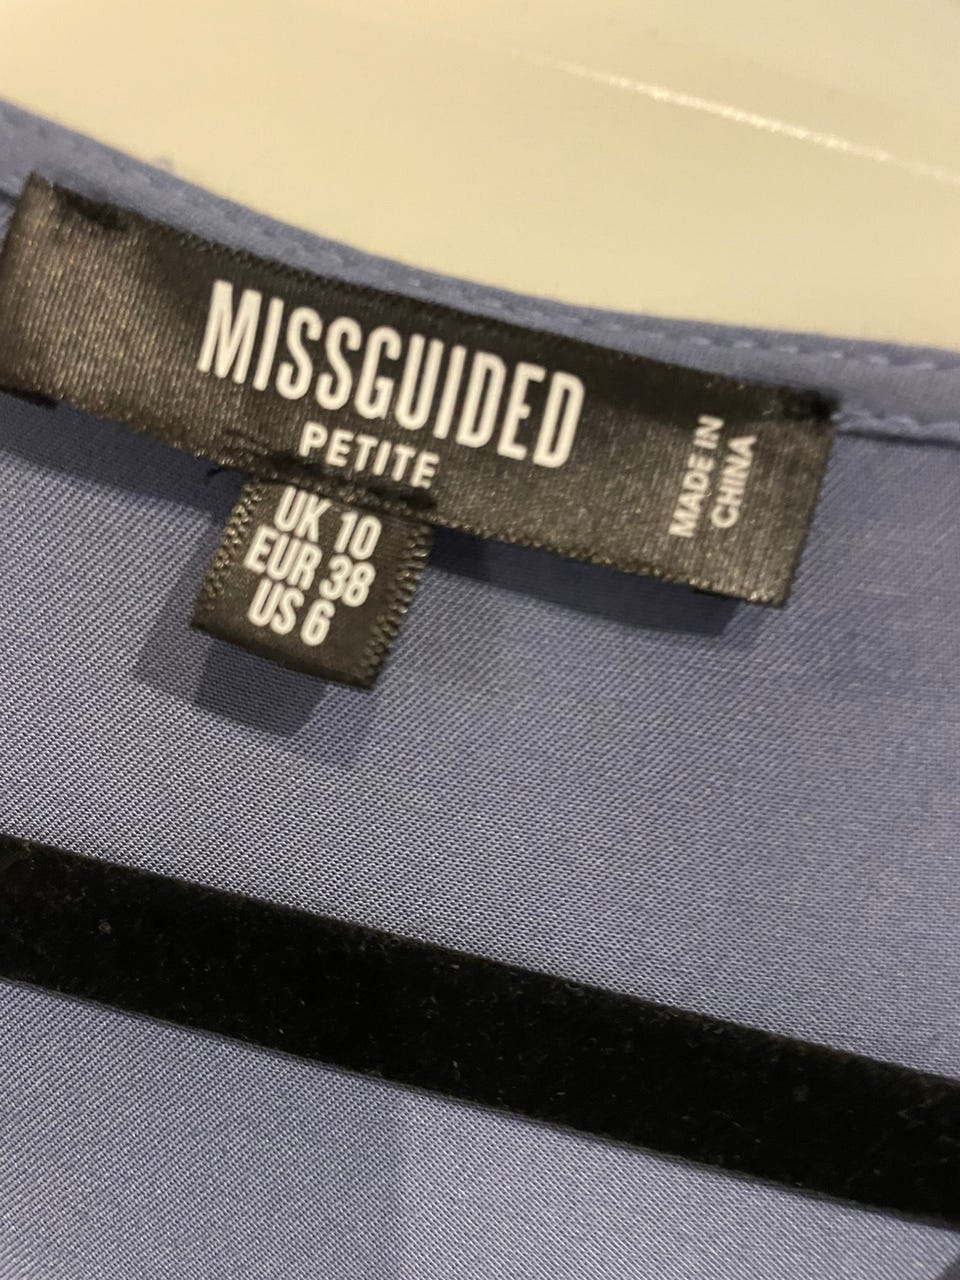 MISSGUIDED
PETITE
MADE IN
CHINA
UK 10
EUR 38
US 6